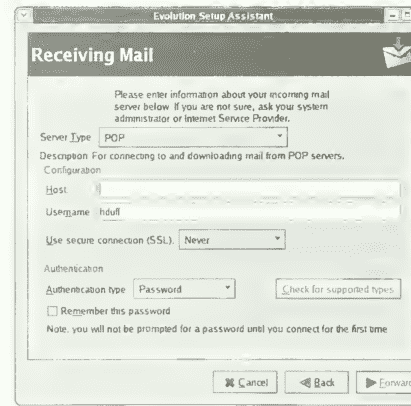 Evolution Setup Assistant
Receiving Mail
Please enter information about your incoming mail
server below. If you are not sure, ask your system
administrator or Internet Service Provider.
Server Type POP
Description For connecting to and downloading mail from POP servers.
Configuration
Host
Username hduff
Use secure connection (SSL). Never
Authentication
Authentication type Password Check for supported types
Remember this password
Note, you will not be prompted for a password until you connect for the first time
Cancel Back Forward